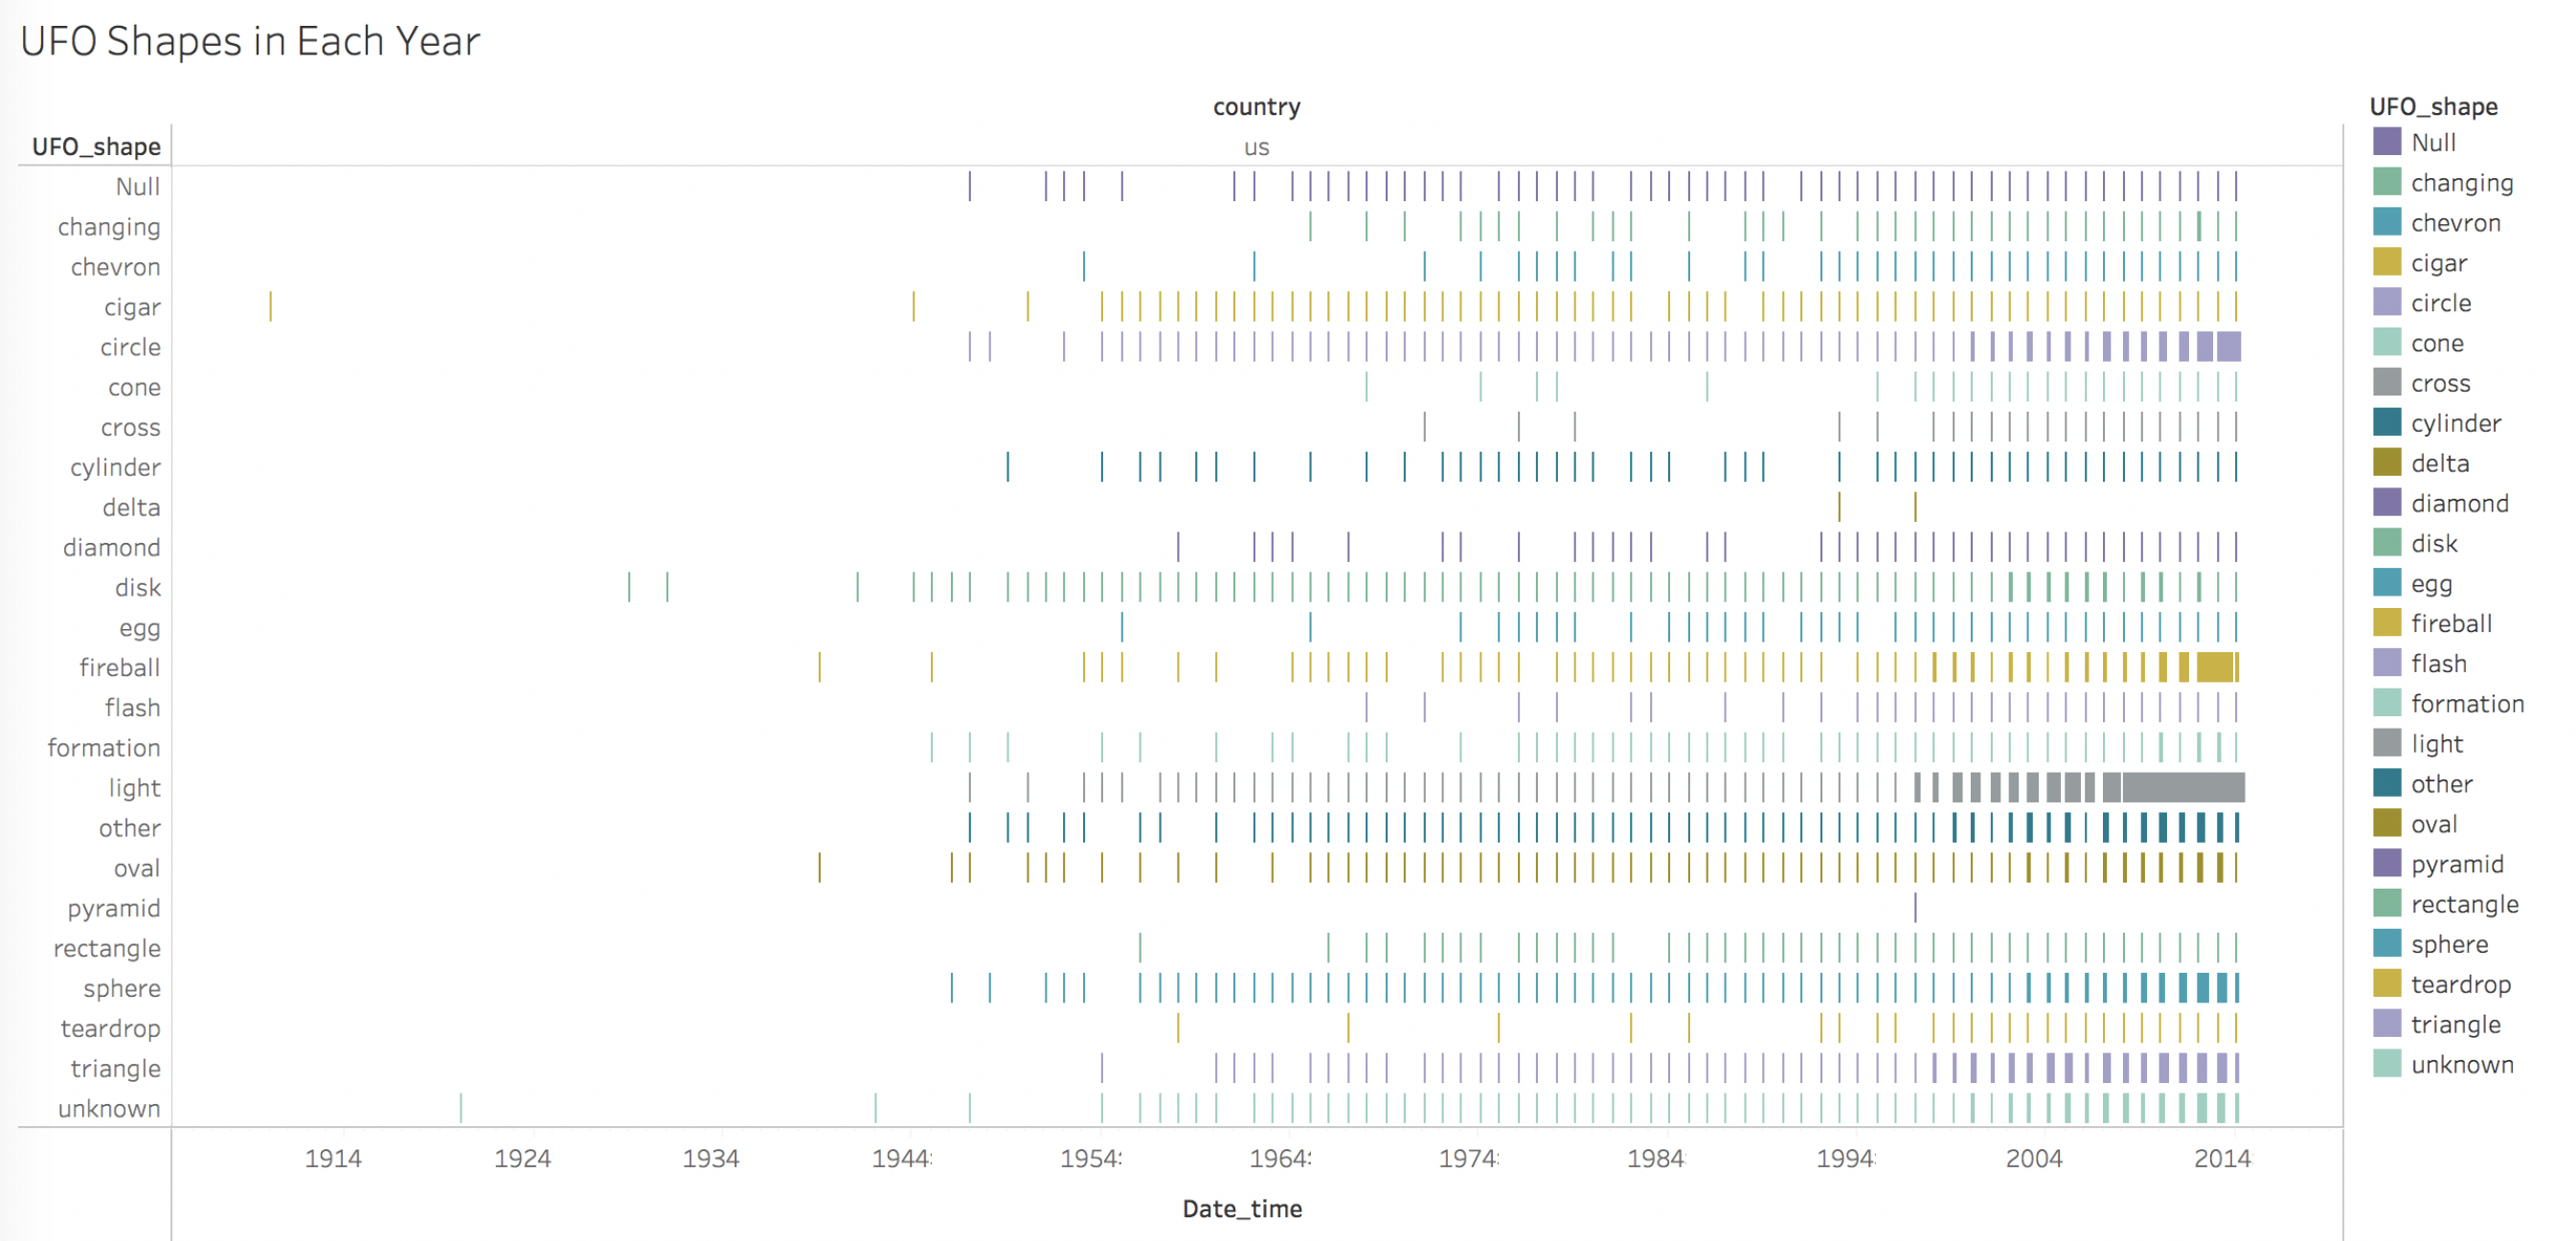 UFO Shapes in Each Year
country
UFO_shape
us
Null
changing
chevron
cigar
circle
cone
cross
cylinder
delta
diamond
disk
egg
fireball
flash
formation
light
other
oval
pyramid
rectangle
sphere
teardrop
triangle
unknown
1914 1924 1934 1944: 1954: 1964: 1974: 1984: 1994: 2004 2014
Date_time
UFO_shape
Null
changing
chevron
cigar
circle
cone
cross
cylinder
delta
diamond
disk
egg
fireball
flash
formation
light
other
oval
pyramid
rectangle
sphere
teardrop
triangle
unknown